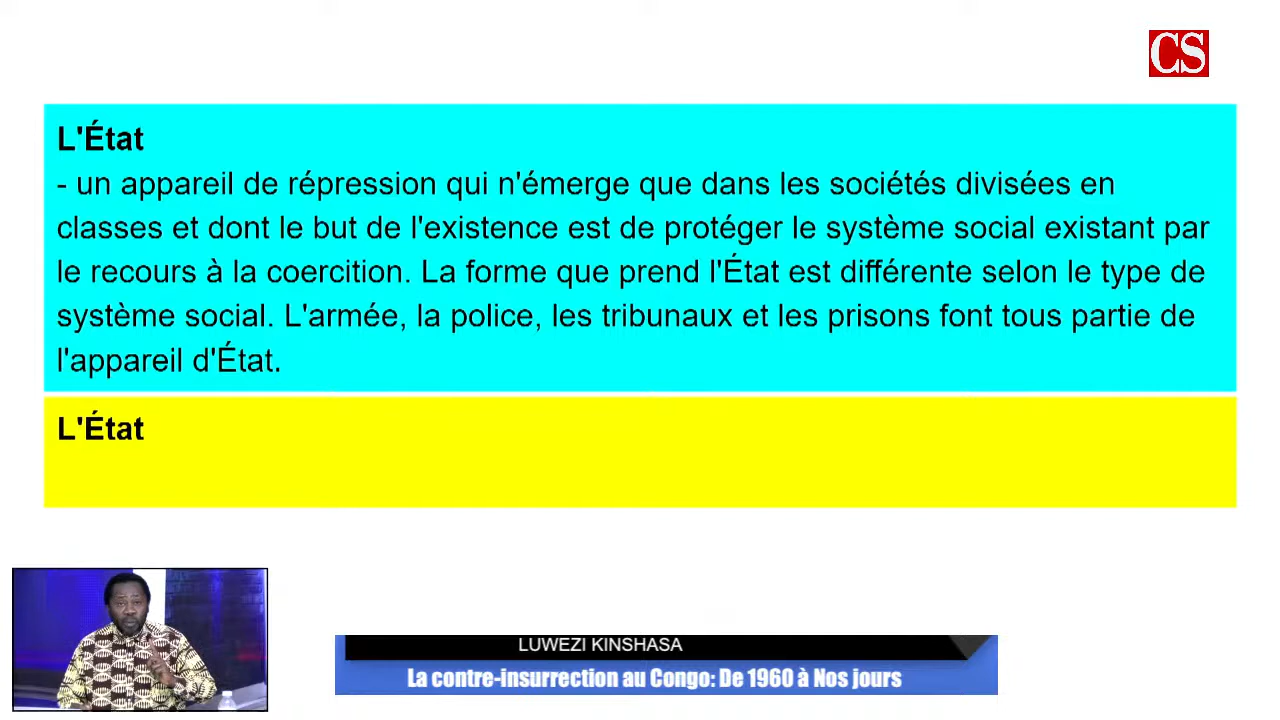 CS
L'État
- un appareil de répression qui n'émerge que dans les sociétés divisées en
classes et dont le but de l'existence est de protéger le système social existant par
le recours à la coercition. La forme que prend l'État est différente selon le type de
système social. L'armée, la police, les tribunaux et les prisons font tous partie de
l'appareil d'État.
L'État
LUWEZI KINSHASA
La contre-insurrection au Congo: De 1960 à Nos jours